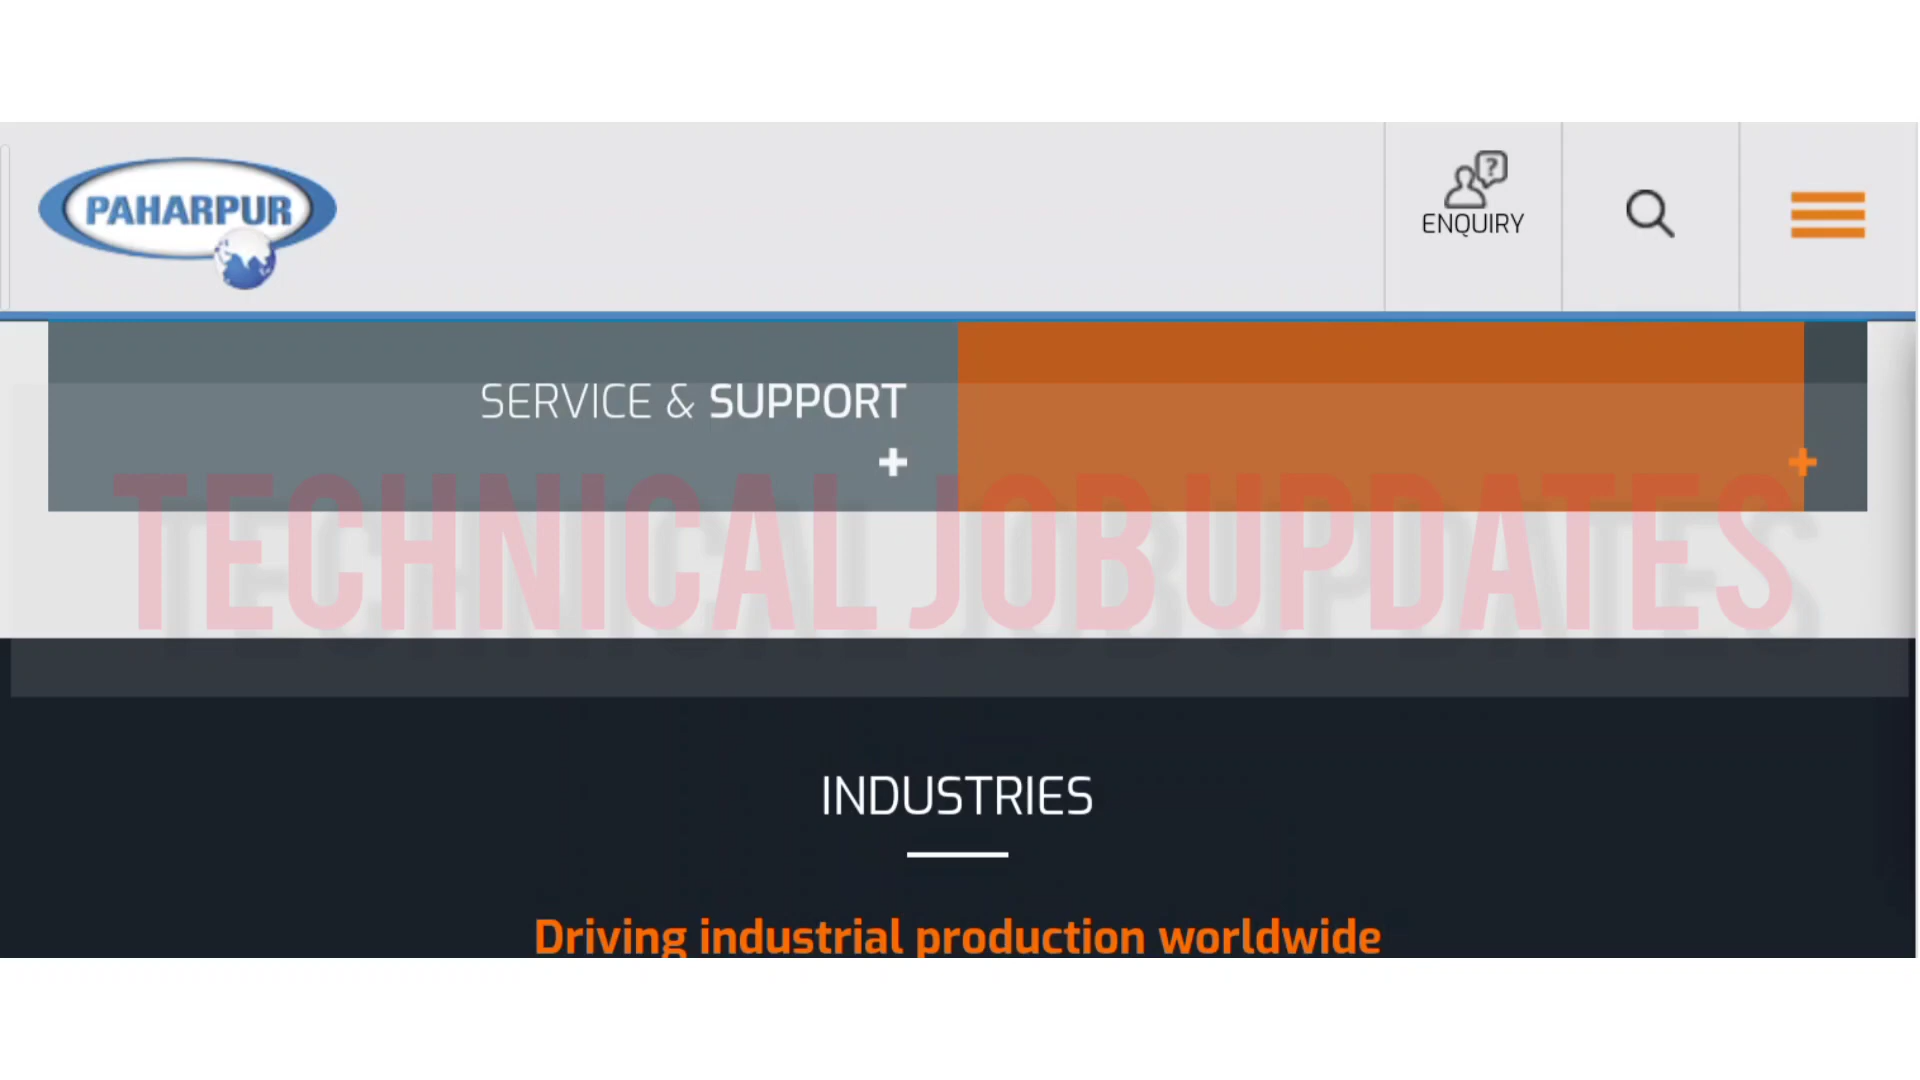 PAHARPUR
?
ENQUIRY
SERVICE & SUPPORT
+
+
TECHNICAL JOBUPDATES
INDUSTRIES
Driving industrial production worldwide